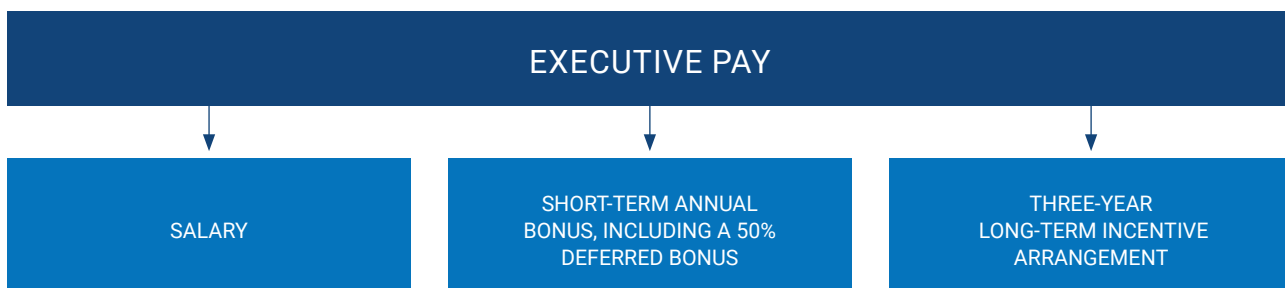 EXECUTIVE PAY
SALARY
SHORT-TERM ANNUAL
BONUS, INCLUDING A 50%
DEFERRED BONUS
THREE-YEAR
LONG-TERM INCENTIVE
ARRANGEMENT